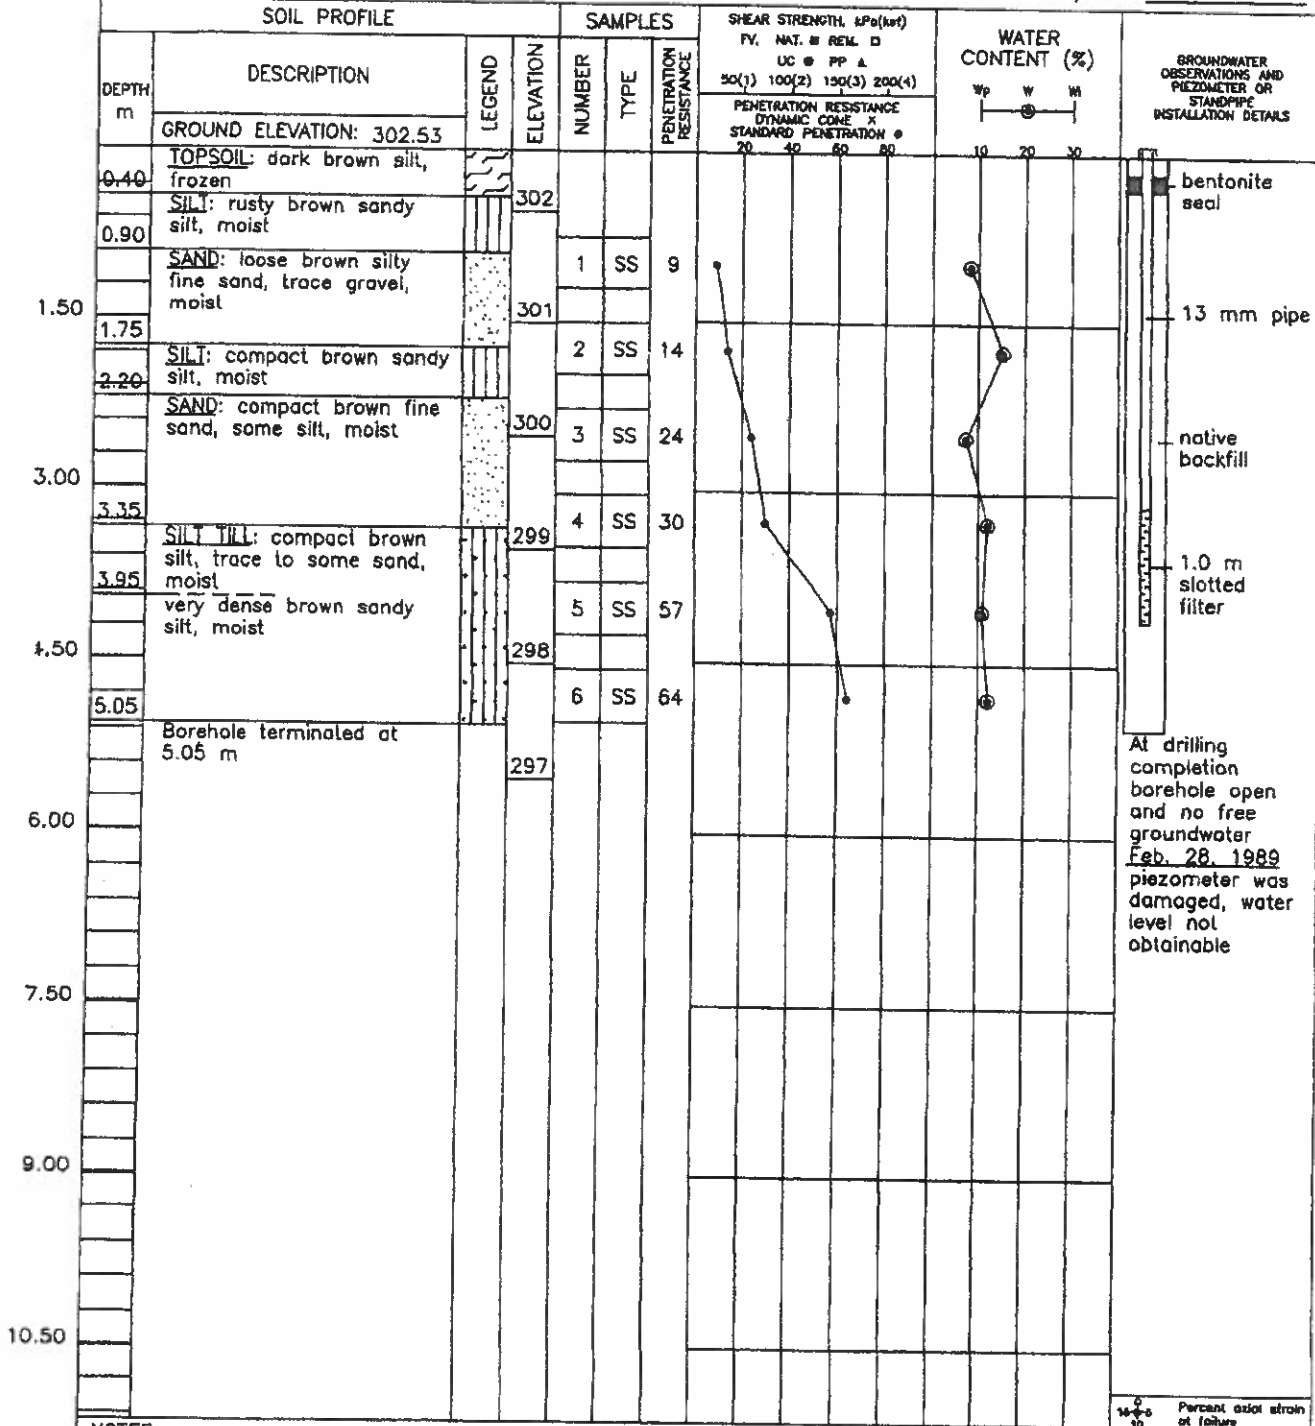 SOIL PROFILE
SAMPLES
SHEAR STRENGTH, kPa(ksf)
FV. NAT. ■ REM. □
UC ● PP ▲
50(1) 100(2) 150(3) 200(4)
PENETRATION RESISTANCE
DYNAMIC CONE ×
STANDARD PENETRATION ●
20 40 60 80
WATER
CONTENT (%)
Wp W Wl
10 20 30
GROUNDWATER
OBSERVATIONS AND
PIEZOMETER OR
STANDPIPE
INSTALLATION DETAILS
DEPTH
m
DESCRIPTION
LEGEND
ELEVATION
NUMBER
TYPE
PENETRATION
RESISTANCE
GROUND ELEVATION: 302.53
TOPSOIL: dark brown silt,
frozen
0.40
SILT: rusty brown sandy
silt, moist
302
0.90
SAND: loose brown silty
fine sand, trace gravel,
moist
1 SS 9
1.50
301
1.75
SILT: compact brown sandy
silt, moist
2 SS 14
2.20
SAND: compact brown fine
sand, some silt, moist
300
3 SS 24
3.00
3.35
4 SS 30
SILT TILL: compact brown
silt, trace to some sand,
moist
299
3.95
very dense brown sandy
silt, moist
5 SS 57
4.50
298
6 SS 64
5.05
Borehole terminated at
5.05 m
297
6.00
7.50
9.00
10.50
bentonite
seal
13 mm pipe
native
backfill
1.0 m
slotted
filter
At drilling
completion
borehole open
and no free
groundwater
Feb. 28, 1989
piezometer was
damaged, water
level not
obtainable
Percent axial strain
at failure